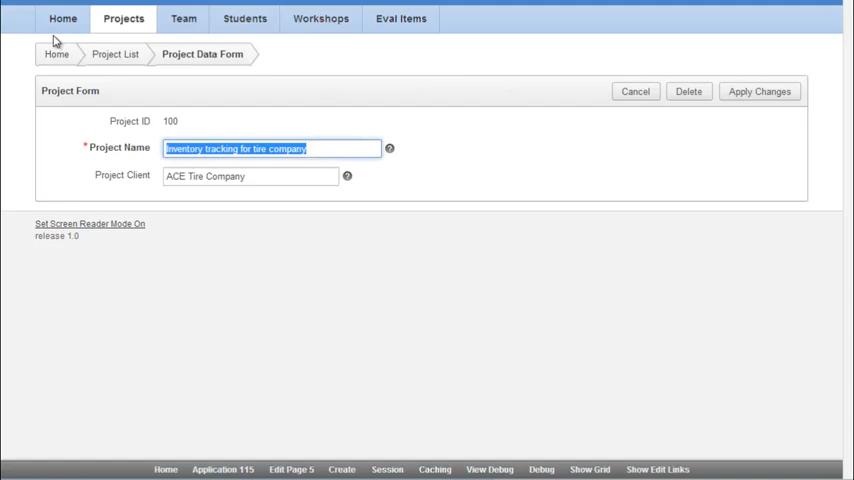 Home Projects Team Students Workshops Eval Items
Home Project List Project Data Form
Project Form Cancel Delete Apply Changes
Project ID 100
* Project Name Inventory tracking for tire company ?
Project Client ACE Tire Company ?
Set Screen Reader Mode On
release 1.0
Home Application 115 Edit Page 5 Create Session Caching View Debug Debug Show Grid Show Edit Links